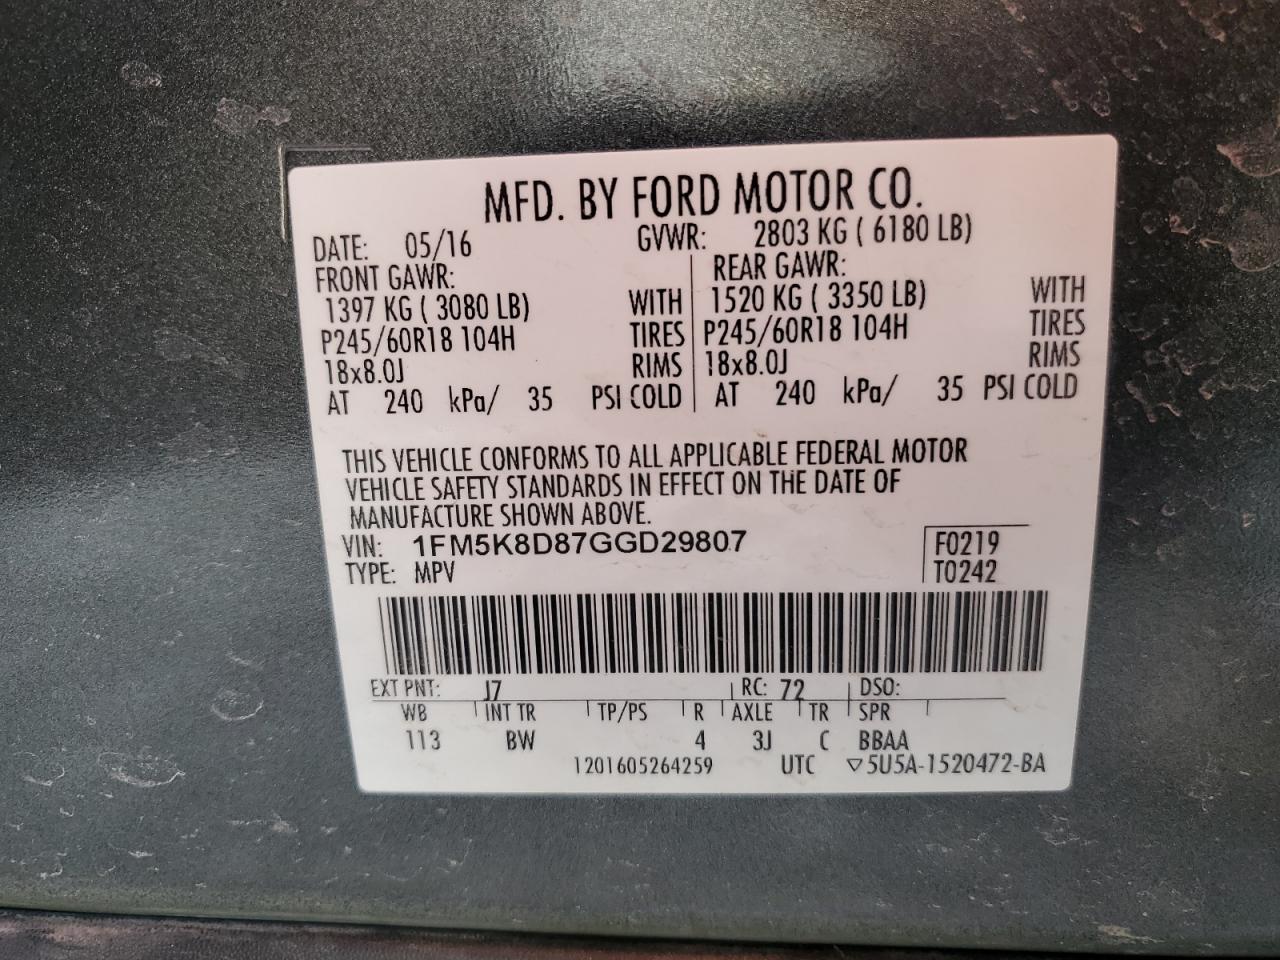 MFD. BY FORD MOTOR CO.
DATE: 05/16 GVWR: 2803 KG ( 6180 LB)
FRONT GAWR: REAR GAWR:
1397 KG ( 3080 LB) WITH 1520 KG ( 3350 LB) WITH
P245/60R18 104H TIRES P245/60R18 104H TIRES
18x8.0J RIMS 18x8.0J RIMS
AT 240 kPa/ 35 PSI COLD AT 240 kPa/ 35 PSI COLD
THIS VEHICLE CONFORMS TO ALL APPLICABLE FEDERAL MOTOR
VEHICLE SAFETY STANDARDS IN EFFECT ON THE DATE OF
MANUFACTURE SHOWN ABOVE.
VIN: 1FM5K8D87GGD29807 F0219
TYPE: MPV T0242
EXT PNT: J7 RC: 72 DSO:
WB INT TR TP/PS R AXLE TR SPR
113 BW 4 3J C BBAA
1201605264259 UTC ▽5U5A-1520472-BA